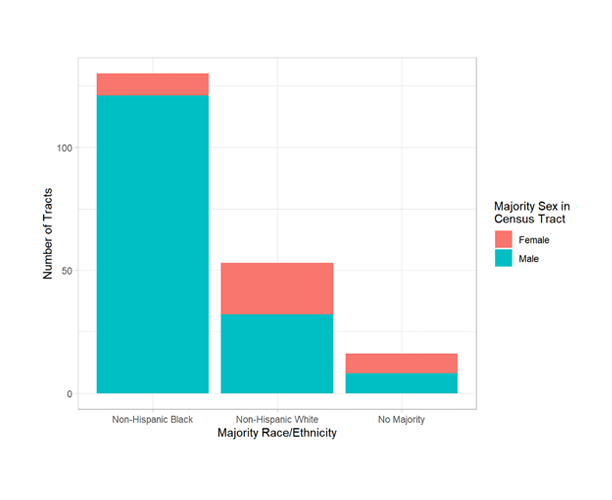 Number of Tracts
100
50
0
Non-Hispanic Black
Non-Hispanic White
No Majority
Majority Race/Ethnicity
Majority Sex in
Census Tract
Female
Male